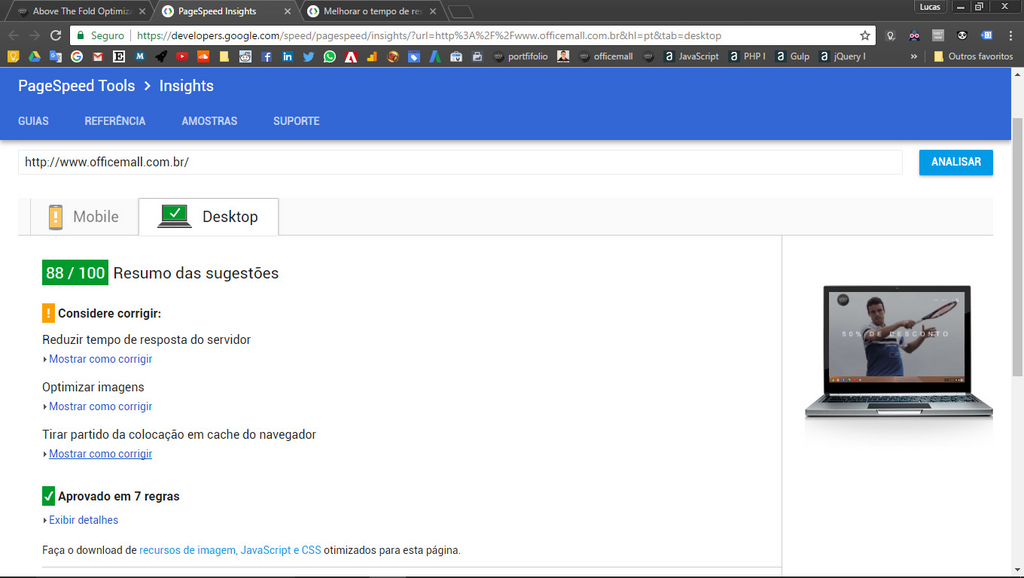 Above The Fold Optimiz
PageSpeed Insights
Melhorar o tempo de re
Lucas
Seguro
https://developers.google.com/speed/pagespeed/insights/?url=http%3A%2F%2Fwww.officemall.com.br&hl=pt&tab=desktop
portfifolio
officemall
JavaScript
PHP I
Gulp
jQuery I
»
Outros favoritos
PageSpeed Tools > Insights
GUIAS REFERÊNCIA AMOSTRAS SUPORTE
http://www.officemall.com.br/
ANALISAR
Mobile
Desktop
88 / 100 Resumo das sugestões
! Considere corrigir:
Reduzir tempo de resposta do servidor
Mostrar como corrigir
Optimizar imagens
Mostrar como corrigir
Tirar partido da colocação em cache do navegador
Mostrar como corrigir
Aprovado em 7 regras
Exibir detalhes
Faça o download de recursos de imagem, JavaScript e CSS otimizados para esta página.
50% DE DESCONTO